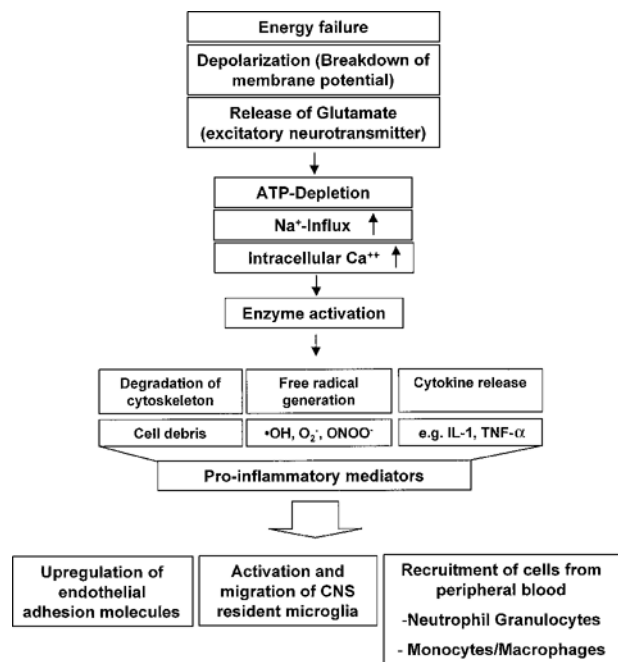 Energy failure
Depolarization (Breakdown of
membrane potential)
Release of Glutamate
(excitatory neurotransmitter)
ATP-Depletion
Na⁺-Influx ↑
Intracellular Ca⁺⁺ ↑
Enzyme activation
Degradation of
cytoskeleton
Free radical
generation
Cytokine release
Cell debris
•OH, O₂⁻, ONOO⁻
e.g. IL-1, TNF-α
Pro-inflammatory mediators
Upregulation of
endothelial
adhesion molecules
Activation and
migration of CNS
resident microglia
Recruitment of cells from
peripheral blood
-Neutrophil Granulocytes
- Monocytes/Macrophages